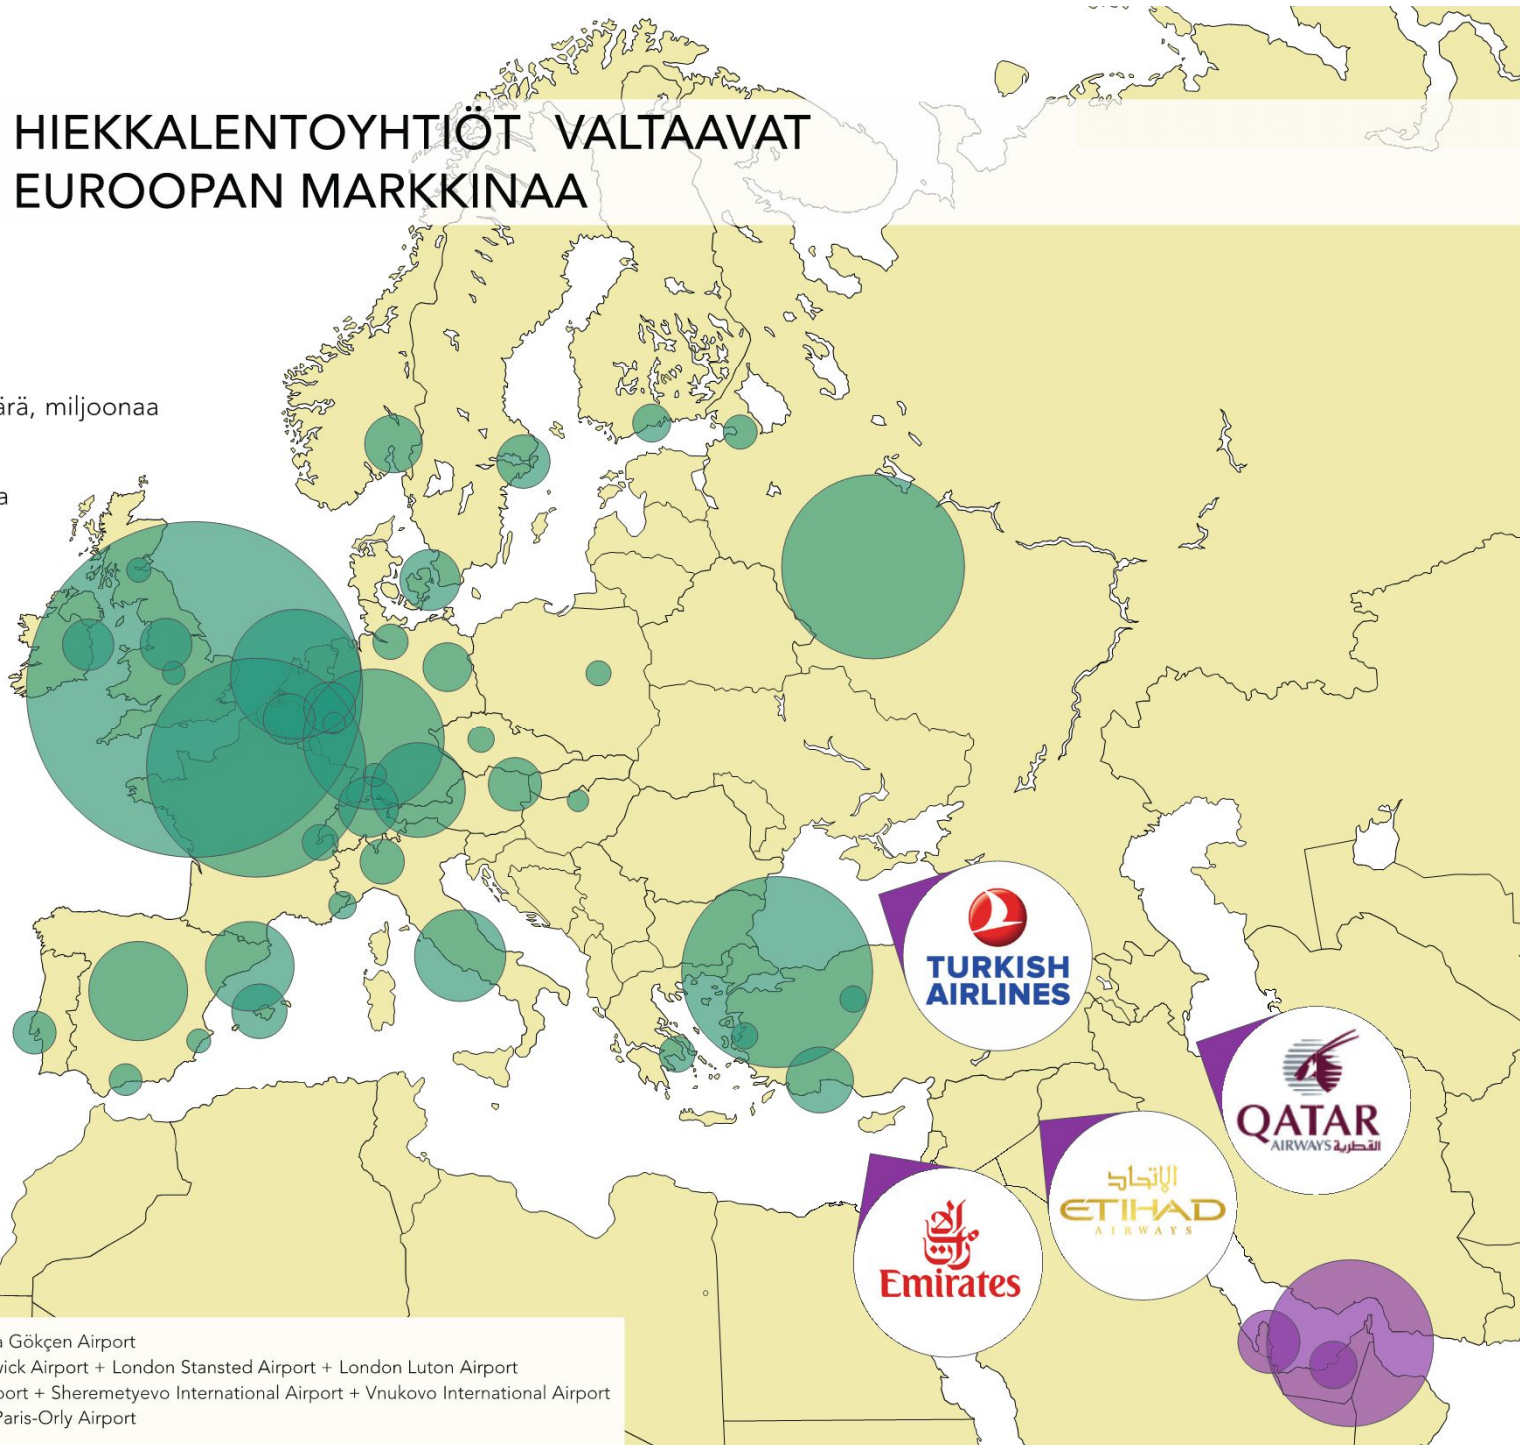 HIEKKALENTOYHTIÖT VALTAAVAT
EUROOPAN MARKKINAA
ärä, miljoonaa
a
TURKISH
AIRLINES
QATAR
AIRWAYS القطرية
الإتحاد
ETIHAD
AIRWAYS
Emirates
a Gökçen Airport
wick Airport + London Stansted Airport + London Luton Airport
port + Sheremetyevo International Airport + Vnukovo International Airport
Paris-Orly Airport